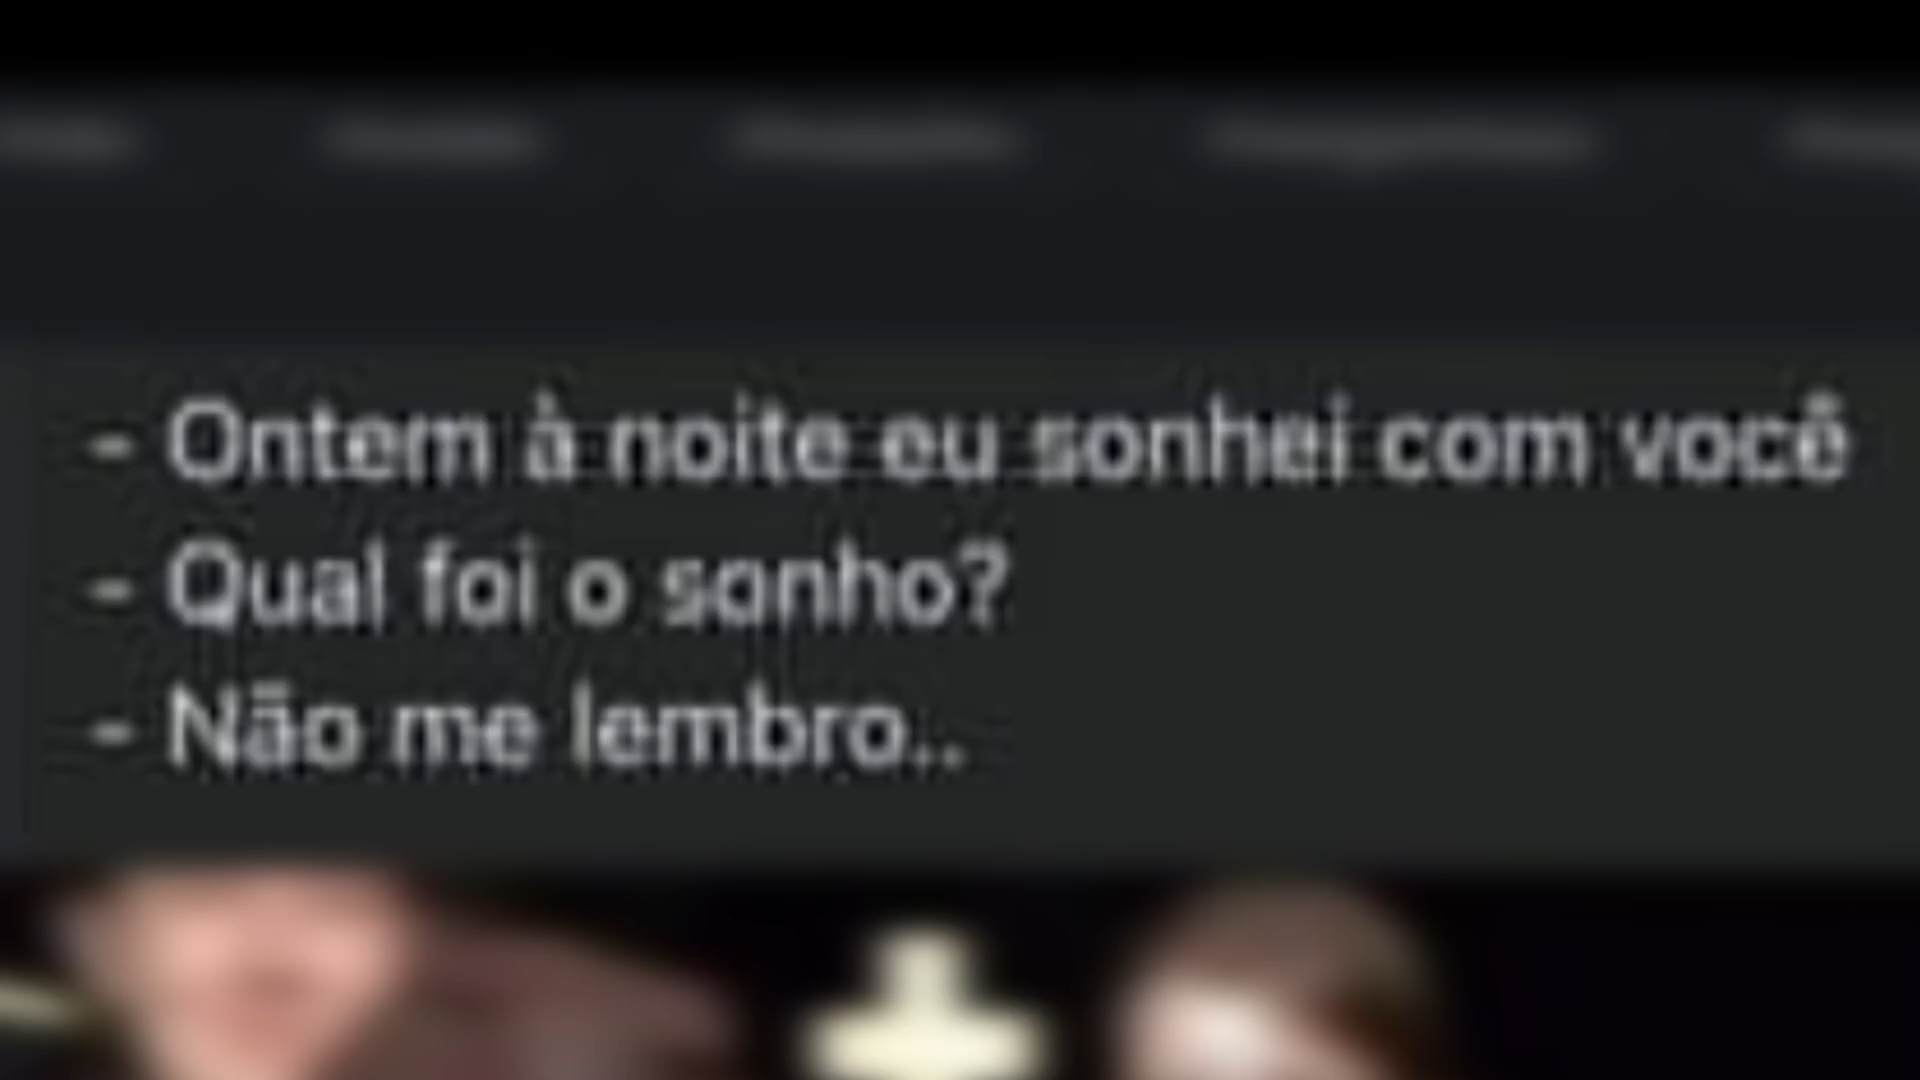 - Ontem à noite eu sonhei com você
- Qual foi o sonho?
- Não me lembro..